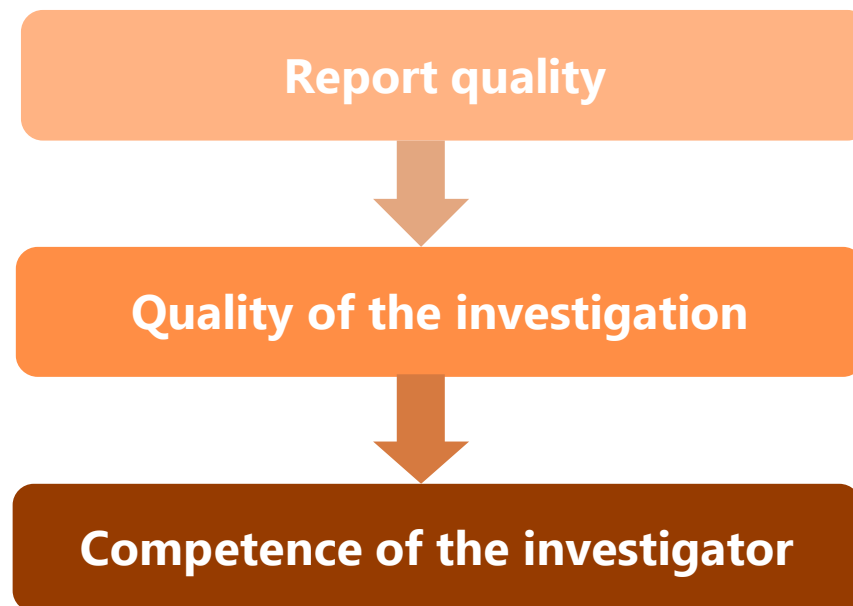 Report quality
Quality of the investigation
Competence of the investigator